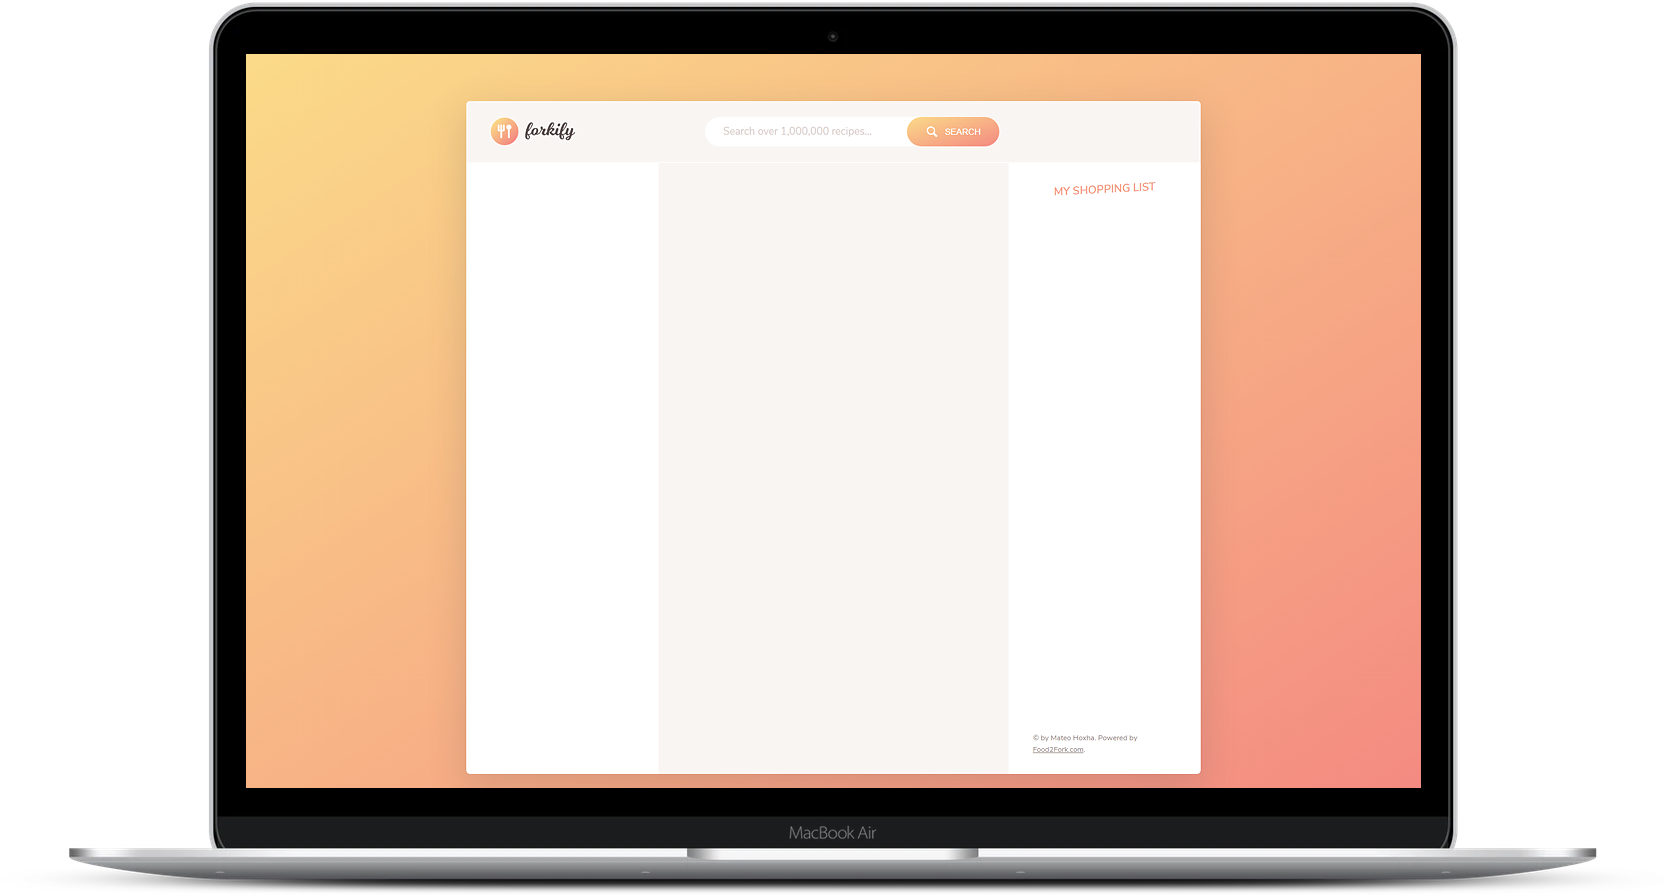 forkify
Search over 1,000,000 recipes...
SEARCH
MY SHOPPING LIST
© by Mateo Hoxha. Powered by
Food2Fork.com.
MacBook Air